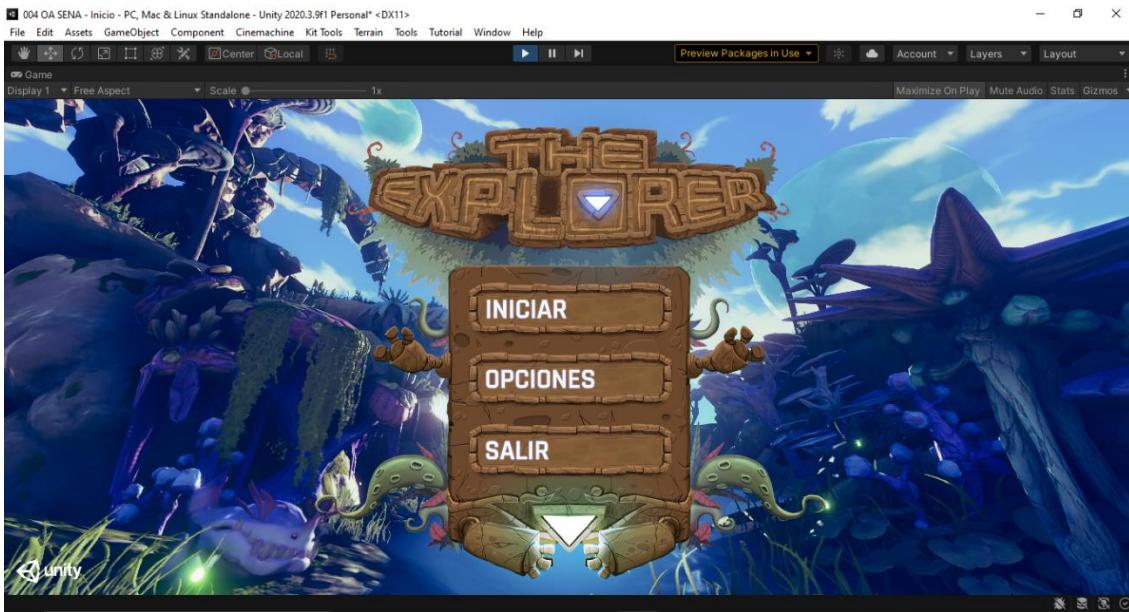 004 OA SENA - Inicio - PC, Mac & Linux Standalone - Unity 2020.3.9f1 Personal* <DX11>
File Edit Assets GameObject Component Cinemachine Kit Tools Terrain Tools Tutorial Window Help
Center Local Preview Packages in Use Account Layers Layout
Game
Display 1 Free Aspect Scale 1x Maximize On Play Mute Audio Stats Gizmos
THE
EXPLORER
INICIAR
OPCIONES
SALIR
unity